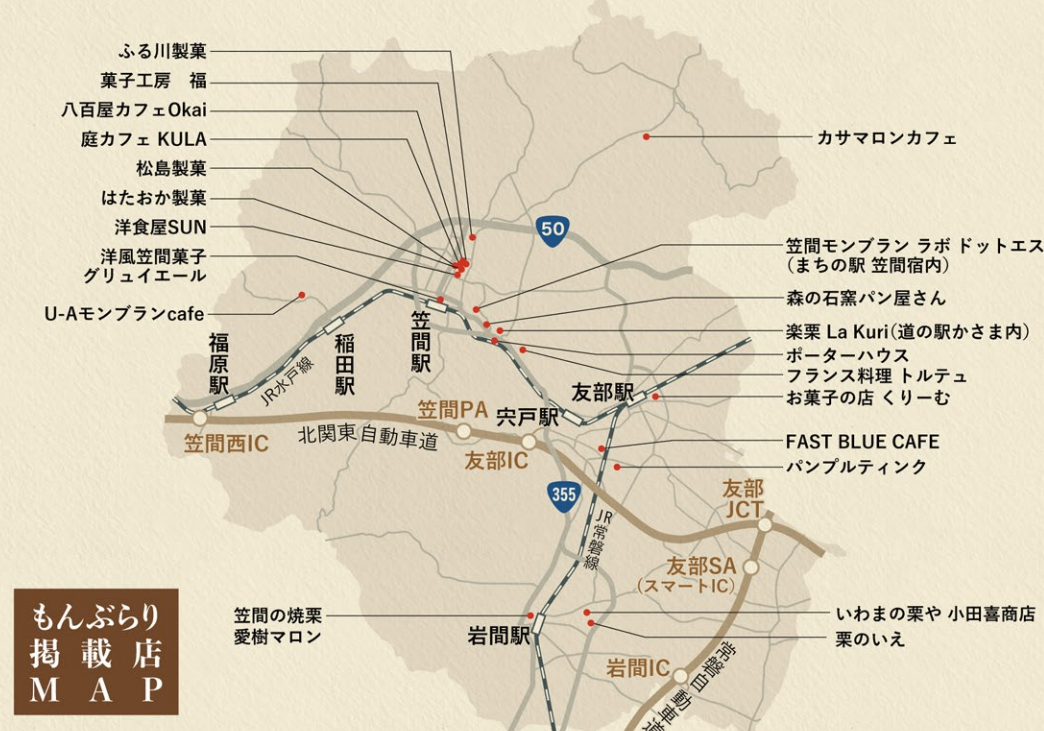 ふる川製菓
菓子工房　福
八百屋カフェOkai
庭カフェ KULA
松島製菓
はたおか製菓
洋食屋SUN
洋風笠間菓子
グリュイエール
U-Aモンブランcafe
カサマロンカフェ
50
笠間モンブラン ラボ ドットエス
（まちの駅 笠間宿内）
森の石窯パン屋さん
楽栗 La Kuri（道の駅かさま内）
ポーターハウス
フランス料理 トルテュ
お菓子の店 くりーむ
FAST BLUE CAFE
パンプルティンク
福原駅
稲田駅
笠間駅
JR水戸線
友部駅
宍戸駅
笠間PA
笠間西IC
北関東自動車道
友部IC
355
JR常磐線
友部
JCT
友部SA
（スマートIC）
笠間の焼栗
愛樹マロン
岩間駅
いわまの栗や 小田喜商店
栗のいえ
岩間IC
常磐自動車道
もんぶらり
掲載店
MAP